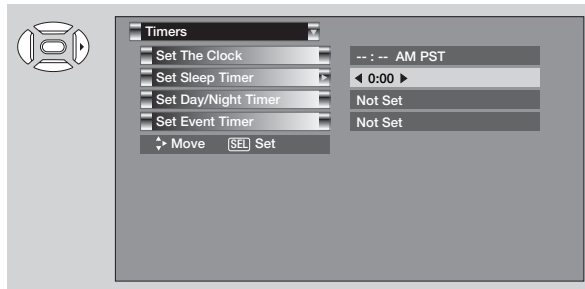 Timers
Set The Clock -- : -- AM PST
Set Sleep Timer 0:00
Set Day/Night Timer Not Set
Set Event Timer Not Set
Move SEL Set